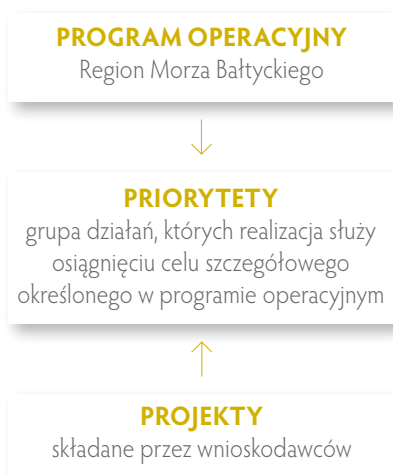 PROGRAM OPERACYJNY
Region Morza Bałtyckiego
PRIORYTETY
grupa działań, których realizacja służy
osiągnięciu celu szczegółowego
określonego w programie operacyjnym
PROJEKTY
składane przez wnioskodawców